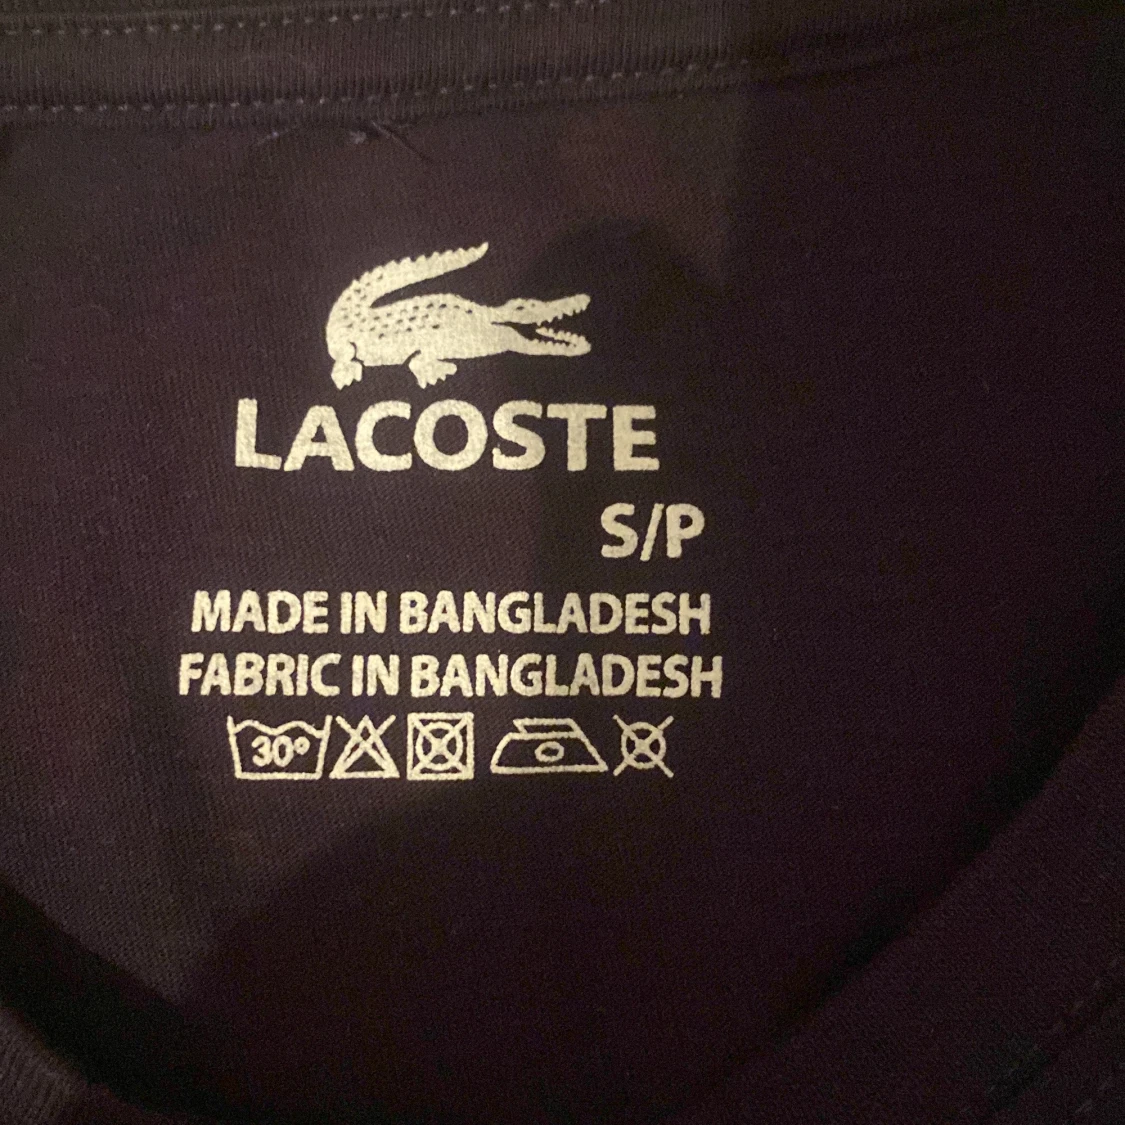 LACOSTE
S/P
MADE IN BANGLADESH
FABRIC IN BANGLADESH
30°